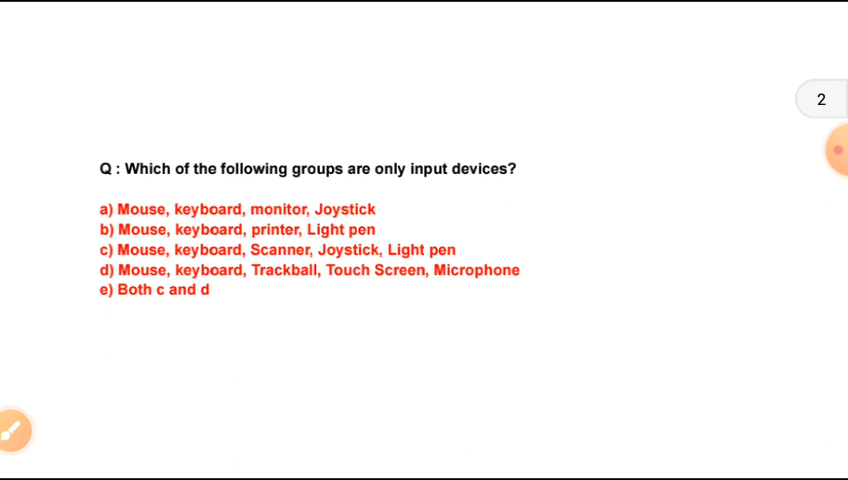 2
Q : Which of the following groups are only input devices?
a) Mouse, keyboard, monitor, Joystick
b) Mouse, keyboard, printer, Light pen
c) Mouse, keyboard, Scanner, Joystick, Light pen
d) Mouse, keyboard, Trackball, Touch Screen, Microphone
e) Both c and d